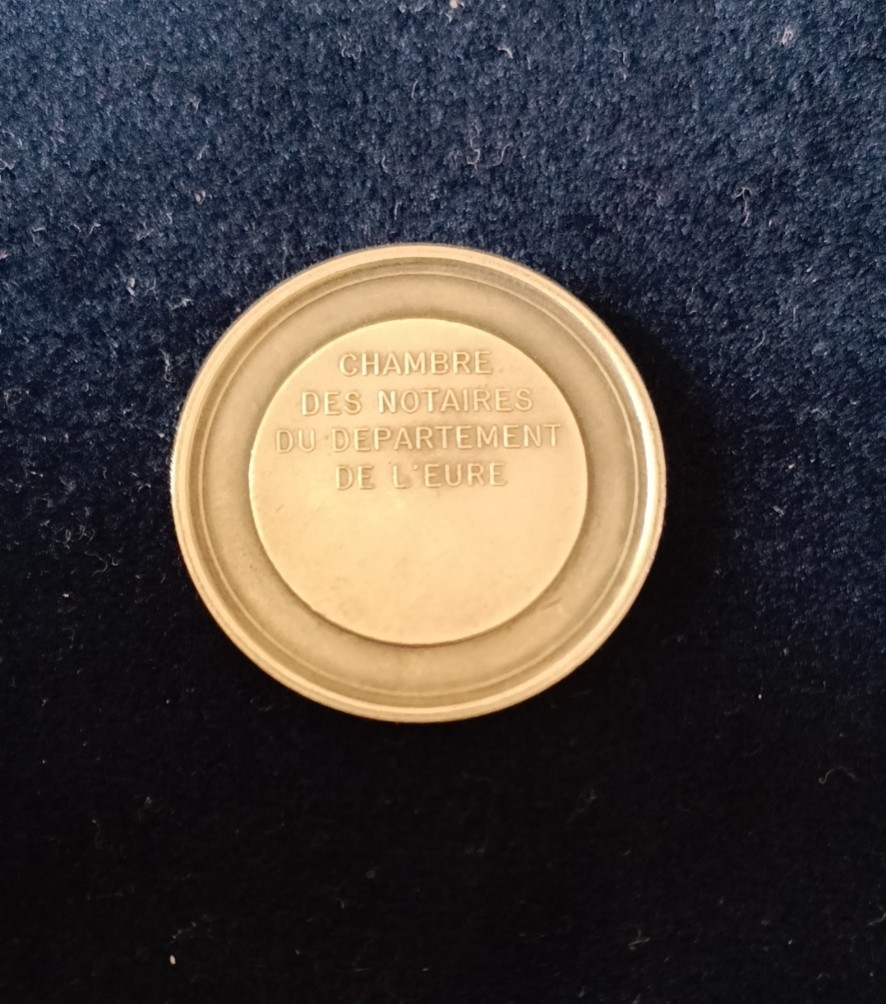 CHAMBRE
DES NOTAIRES
DU DEPARTEMENT
DE L'EURE